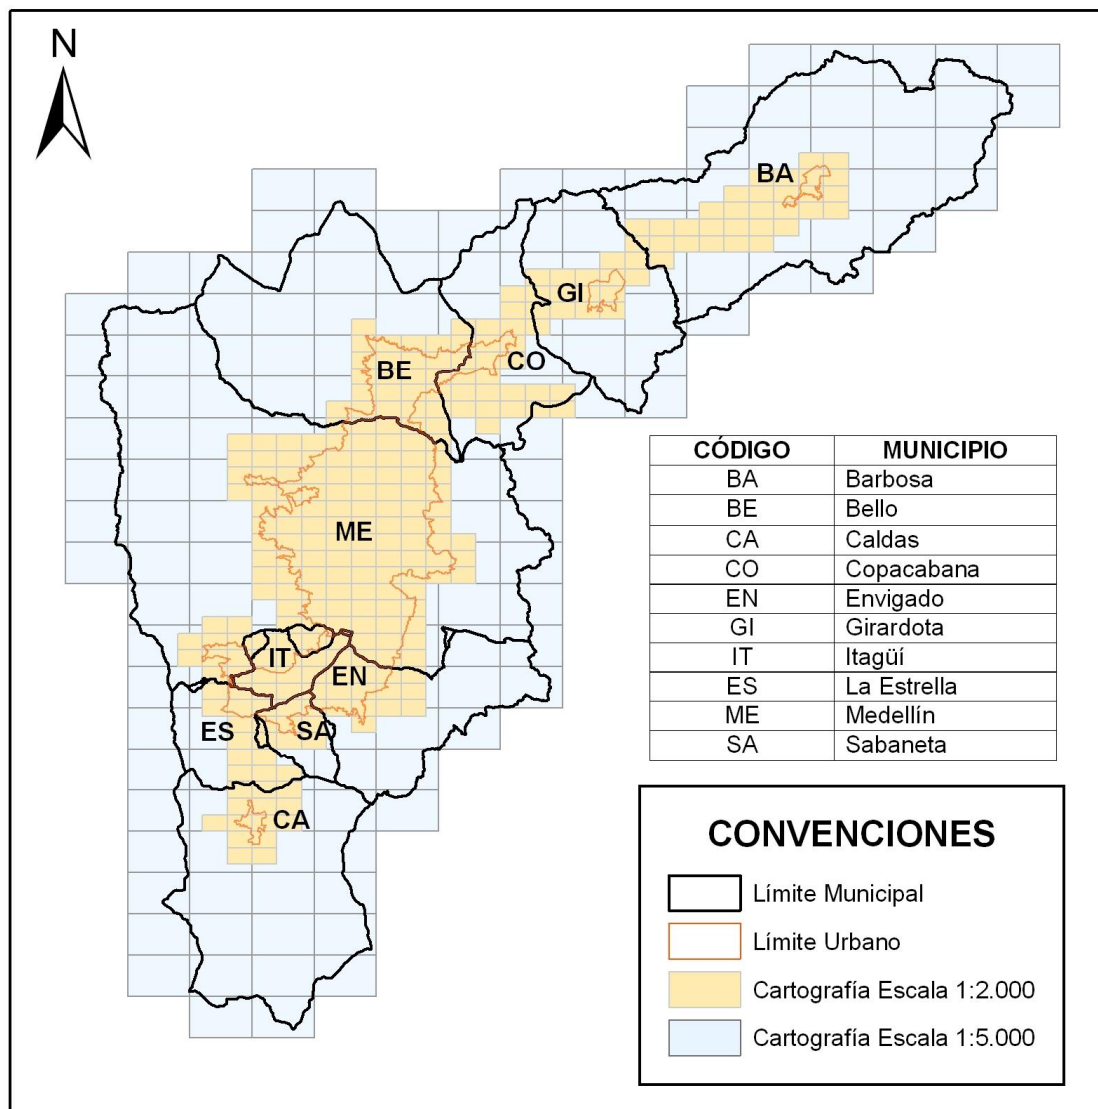 N
BA
GI
CO
BE
ME
IT
EN
ES
SA
CA
CÓDIGO MUNICIPIO
BA Barbosa
BE Bello
CA Caldas
CO Copacabana
EN Envigado
GI Girardota
IT Itagüí
ES La Estrella
ME Medellín
SA Sabaneta
CONVENCIONES
Límite Municipal
Límite Urbano
Cartografía Escala 1:2.000
Cartografía Escala 1:5.000